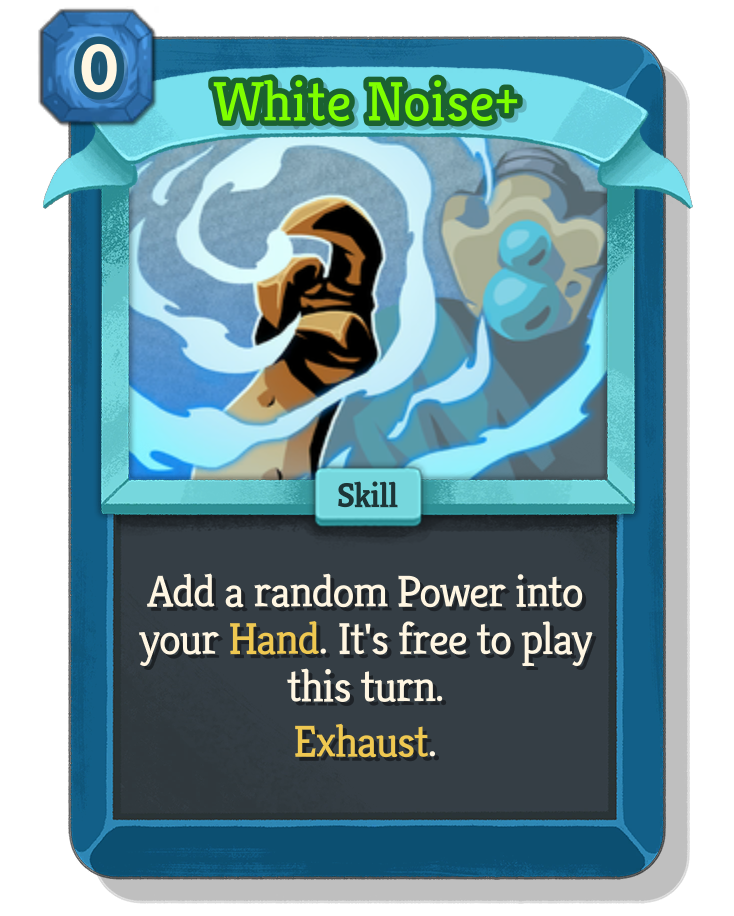 0
White Noise+
Skill
Add a random Power into
your Hand. It's free to play
this turn.
Exhaust.